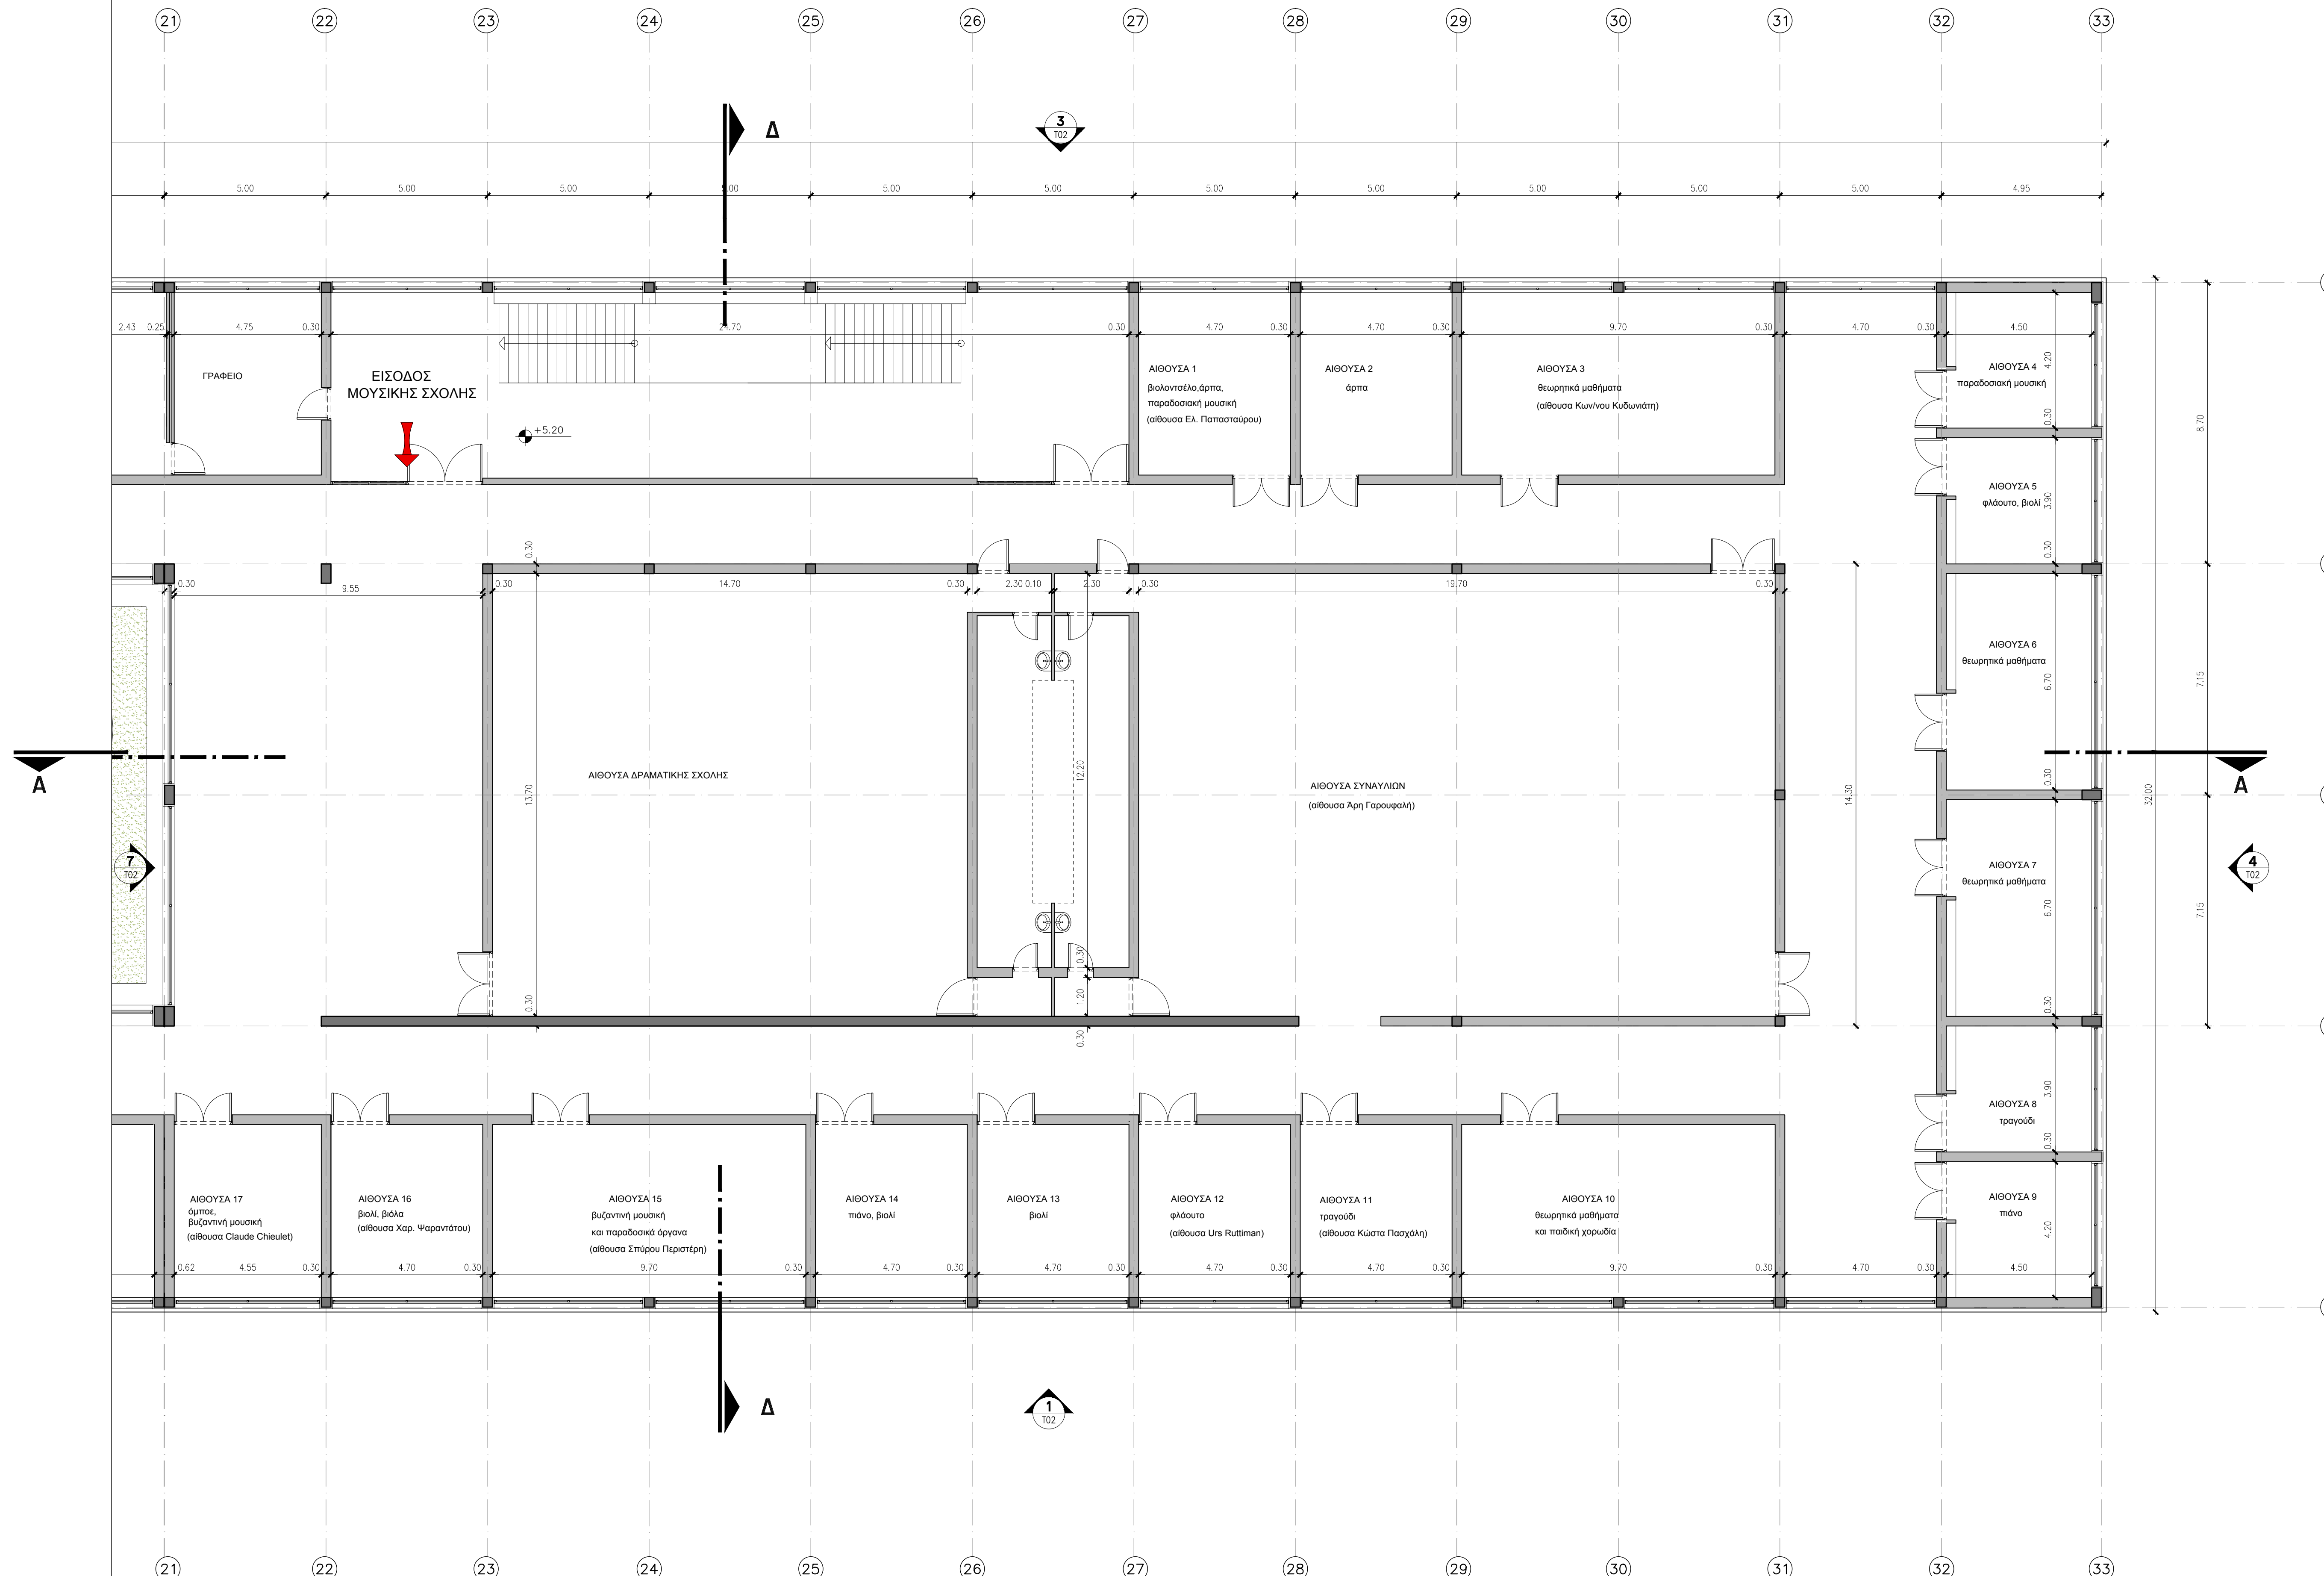 21 22 23 24 25 26 27 28 29 30 31 32 33
Δ
3
T02
5.00 5.00 5.00 5.00 5.00 5.00 5.00 5.00 5.00 5.00 5.00 4.95
2.43 0.25 4.75 0.30 24.70 0.30 4.70 0.30 4.70 0.30 9.70 0.30 4.70 0.30 4.50
ΓΡΑΦΕΙΟ
ΕΙΣΟΔΟΣ
ΜΟΥΣΙΚΗΣ ΣΧΟΛΗΣ
+5.20
ΑΙΘΟΥΣΑ 1
βιολοντσέλο,άρπα,
παραδοσιακή μουσική
(αίθουσα Ελ. Παπασταύρου)
ΑΙΘΟΥΣΑ 2
άρπα
ΑΙΘΟΥΣΑ 3
θεωρητικά μαθήματα
(αίθουσα Κων/νου Κυδωνιάτη)
ΑΙΘΟΥΣΑ 4
παραδοσιακή μουσική
4.20
0.30
8.70
ΑΙΘΟΥΣΑ 5
φλάουτο, βιολί
3.90
0.30
0.30
0.30 9.55 0.30 14.70 0.30 2.30 0.10 2.30 0.30 19.70 0.30
ΑΙΘΟΥΣΑ 6
θεωρητικά μαθήματα
6.70
0.30
7.15
ΑΙΘΟΥΣΑ ΔΡΑΜΑΤΙΚΗΣ ΣΧΟΛΗΣ
13.70
12.20
ΑΙΘΟΥΣΑ ΣΥΝΑΥΛΙΩΝ
(αίθουσα Άρη Γαρουφαλή)
14.30
32.00
A
A
7
T02
4
T02
ΑΙΘΟΥΣΑ 7
θεωρητικά μαθήματα
6.70
0.30
7.15
0.30
0.30
1.20
0.30
ΑΙΘΟΥΣΑ 8
τραγούδι
3.90
0.30
ΑΙΘΟΥΣΑ 9
πιάνο
4.20
ΑΙΘΟΥΣΑ 17
όμποε,
βυζαντινή μουσική
(αίθουσα Claude Chieulet)
ΑΙΘΟΥΣΑ 16
βιολί, βιόλα
(αίθουσα Χαρ. Ψαραντάτου)
ΑΙΘΟΥΣΑ 15
βυζαντινή μουσική
και παραδοσικά όργανα
(αίθουσα Σπύρου Περιστέρη)
ΑΙΘΟΥΣΑ 14
πιάνο, βιολί
ΑΙΘΟΥΣΑ 13
βιολί
ΑΙΘΟΥΣΑ 12
φλάουτο
(αίθουσα Urs Ruttiman)
ΑΙΘΟΥΣΑ 11
τραγούδι
(αίθουσα Κώστα Πασχάλη)
ΑΙΘΟΥΣΑ 10
θεωρητικά μαθήματα
και παιδική χορωδία
0.62 4.55 0.30 4.70 0.30 9.70 0.30 4.70 0.30 4.70 0.30 4.70 0.30 4.70 0.30 9.70 0.30 4.70 0.30 4.50
Δ
1
T02
21 22 23 24 25 26 27 28 29 30 31 32 33